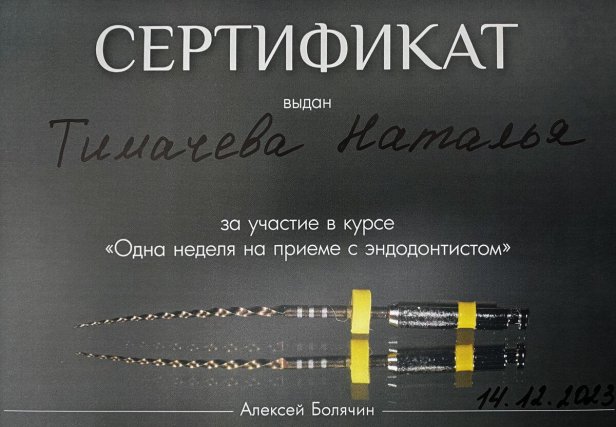 СЕРТИФИКАТ
выдан
Тимачева Наталья
за участие в курсе
«Одна неделя на приеме с эндодонтистом»
14.12.2023
Алексей Болячин